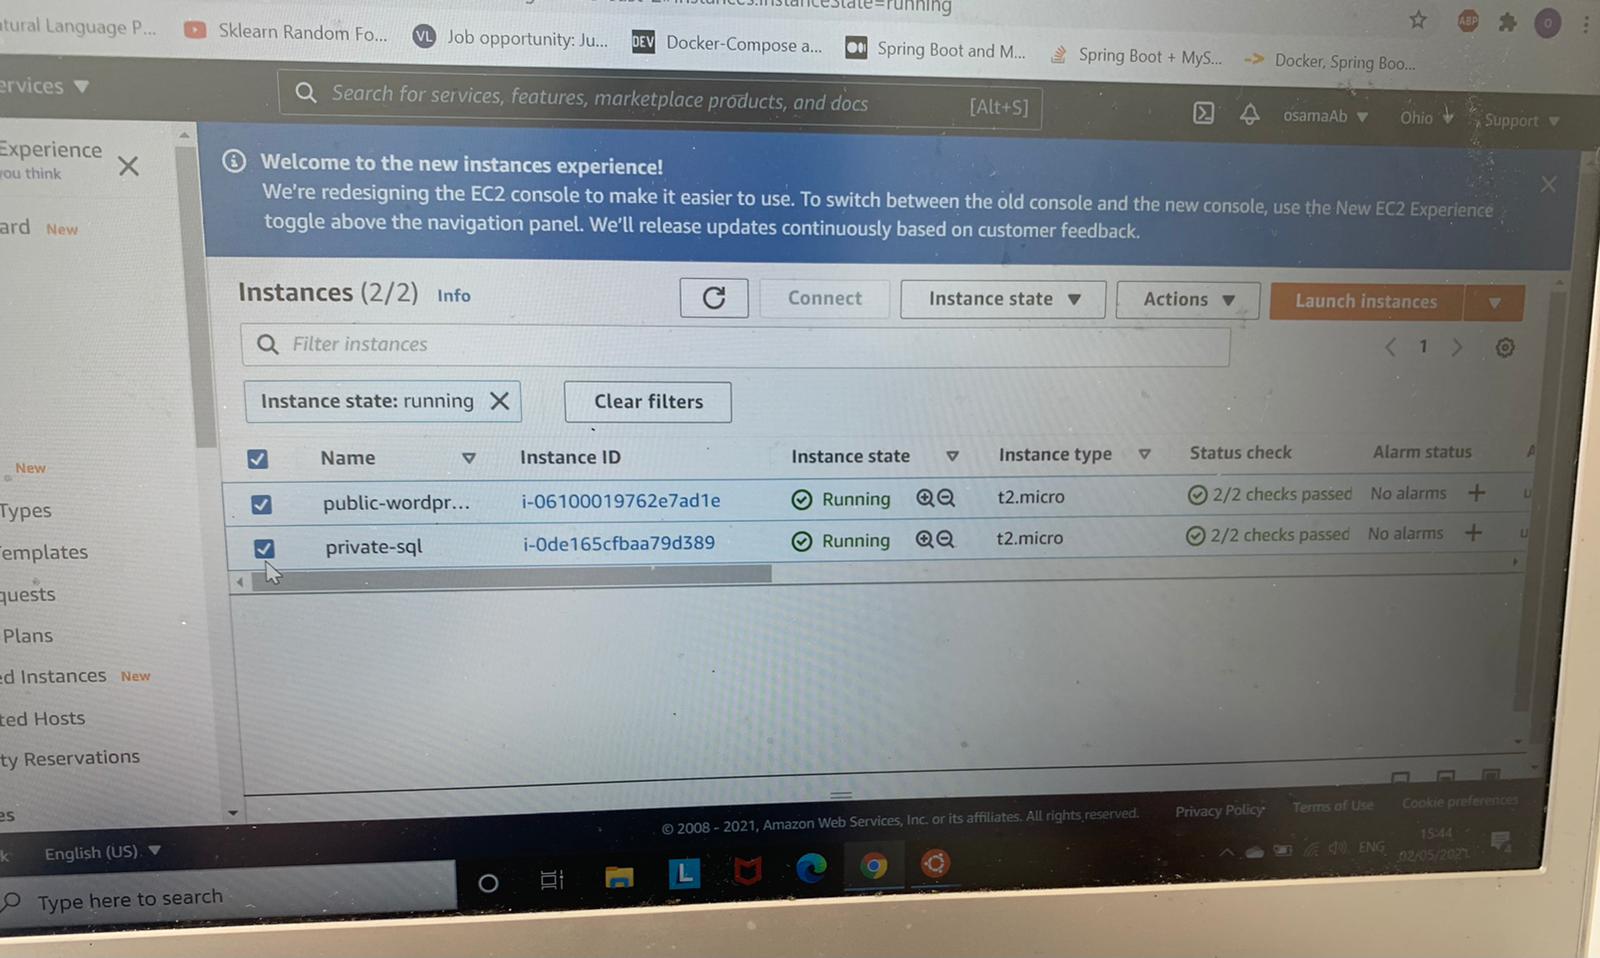 nstanceState=running
tural Language P...
Sklearn Random Fo...
VL
Job opportunity: Ju...
DEV
Docker-Compose a...
Spring Boot and M...
Spring Boot + MyS...
Docker, Spring Boo...
ABP
O
ervices
Search for services, features, marketplace products, and docs
[Alt+S]
osamaAb
Ohio
Support
Experience
you think
ard New
Welcome to the new instances experience!
We're redesigning the EC2 console to make it easier to use. To switch between the old console and the new console, use the New EC2 Experience
toggle above the navigation panel. We'll release updates continuously based on customer feedback.
Instances (2/2) Info
Connect
Instance state
Actions
Launch instances
Filter instances
1
Instance state: running
Clear filters
Name
Instance ID
Instance state
Instance type
Status check
Alarm status
public-wordpr...
i-06100019762e7ad1e
Running
t2.micro
2/2 checks passed
No alarms
private-sql
i-0de165cfbaa79d389
Running
t2.micro
2/2 checks passed
No alarms
New
Types
emplates
quests
Plans
ed Instances New
ted Hosts
ty Reservations
es
k
English (US)
© 2008 - 2021, Amazon Web Services, Inc. or its affiliates. All rights reserved.
Privacy Policy
Terms of Use
Cookie preferences
Type here to search
L
ENG
15:44
02/05/2021